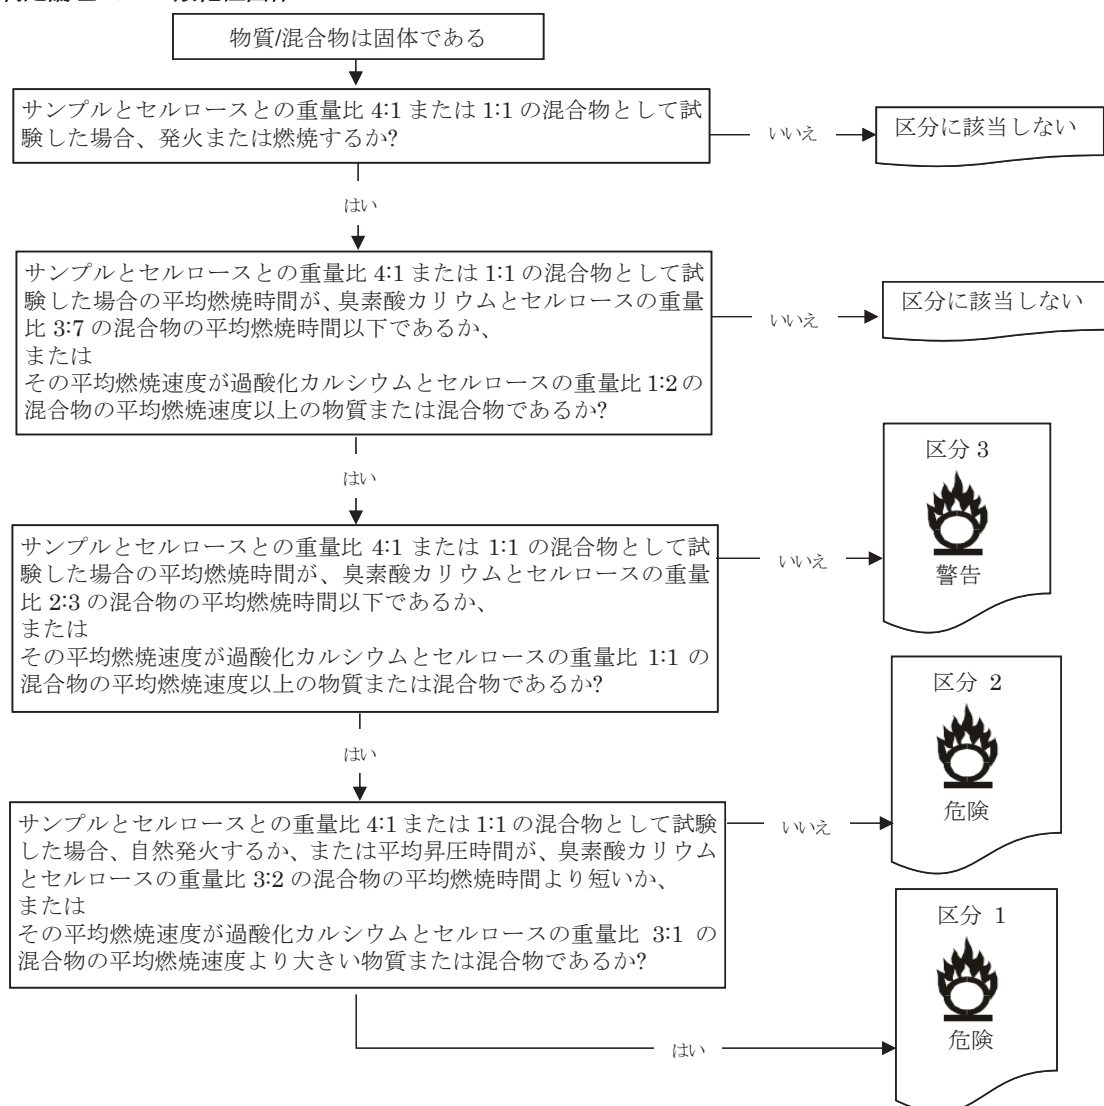 物質/混合物は固体である
サンプルとセルロースとの重量比 4:1 または 1:1 の混合物として試
験した場合、発火または燃焼するか?
いいえ
区分に該当しない
はい
サンプルとセルロースとの重量比 4:1 または 1:1 の混合物として試
験した場合の平均燃焼時間が、臭素酸カリウムとセルロースの重量
比 3:7 の混合物の平均燃焼時間以下であるか、
または
その平均燃焼速度が過酸化カルシウムとセルロースの重量比 1:2 の
混合物の平均燃焼速度以上の物質または混合物であるか?
いいえ
区分に該当しない
はい
サンプルとセルロースとの重量比 4:1 または 1:1 の混合物として試
験した場合の平均燃焼時間が、臭素酸カリウムとセルロースの重量
比 2:3 の混合物の平均燃焼時間以下であるか、
または
その平均燃焼速度が過酸化カルシウムとセルロースの重量比 1:1 の
混合物の平均燃焼速度以上の物質または混合物であるか?
いいえ
区分 3
警告
はい
サンプルとセルロースとの重量比 4:1 または 1:1 の混合物として試験
した場合、自然発火するか、または平均昇圧時間が、臭素酸カリウム
とセルロースの重量比 3:2 の混合物の平均燃焼時間より短いか、
または
その平均燃焼速度が過酸化カルシウムとセルロースの重量比 3:1 の
混合物の平均燃焼速度より大きい物質または混合物であるか?
いいえ
区分 2
危険
はい
区分 1
危険